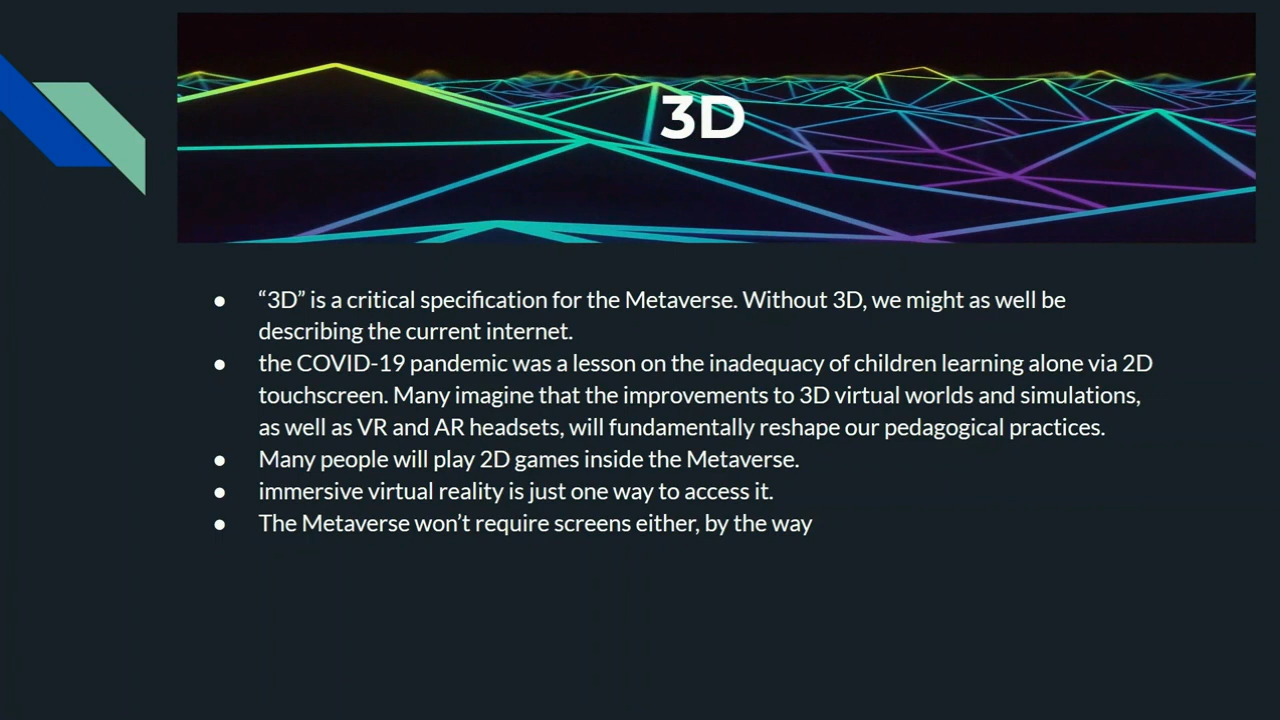 3D
● “3D” is a critical specification for the Metaverse. Without 3D, we might as well be
describing the current internet.
● the COVID-19 pandemic was a lesson on the inadequacy of children learning alone via 2D
touchscreen. Many imagine that the improvements to 3D virtual worlds and simulations,
as well as VR and AR headsets, will fundamentally reshape our pedagogical practices.
● Many people will play 2D games inside the Metaverse.
● immersive virtual reality is just one way to access it.
● The Metaverse won’t require screens either, by the way